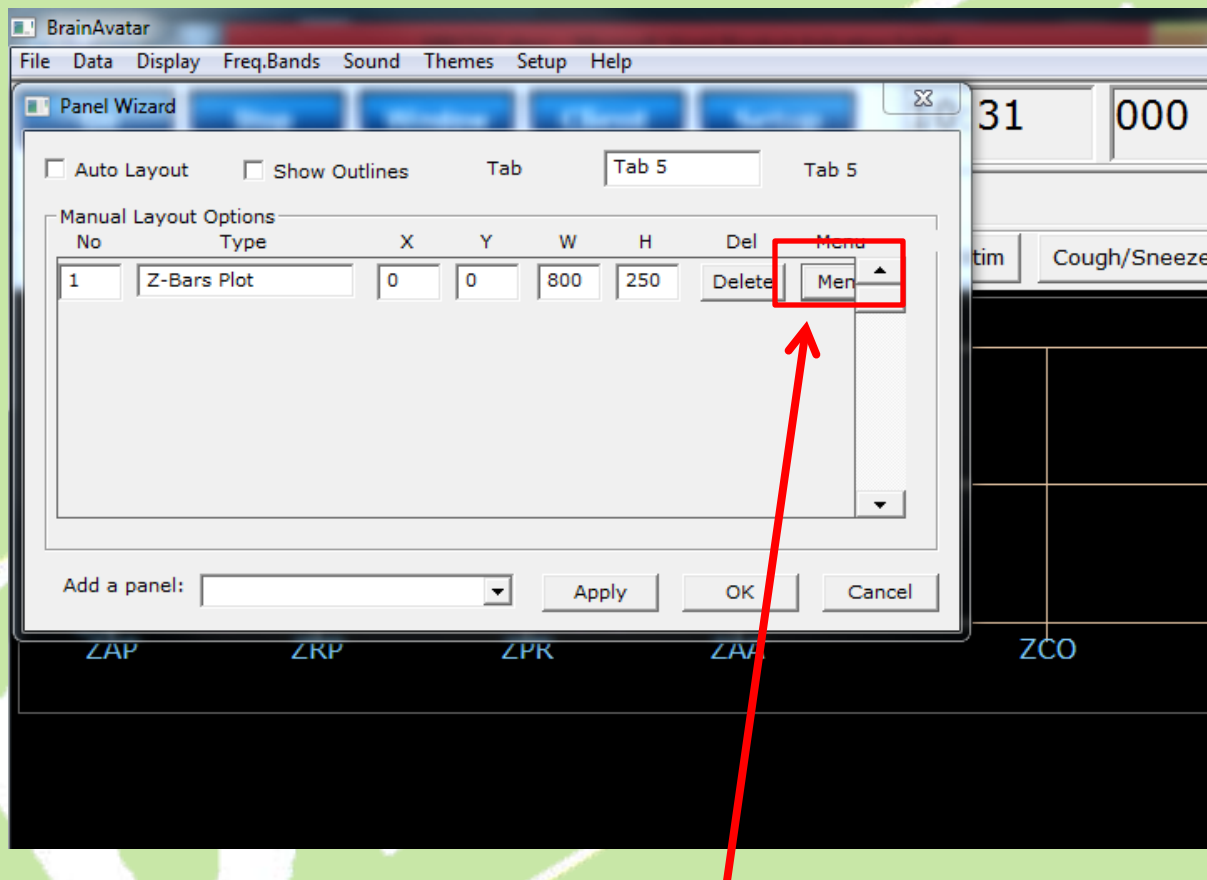 BrainAvatar
File Data Display Freq.Bands Sound Themes Setup Help
Panel Wizard
31 000
Auto Layout Show Outlines Tab Tab 5 Tab 5
Manual Layout Options
No Type X Y W H Del Menu
tim Cough/Sneeze
1 Z-Bars Plot 0 0 800 250 Delete Men
Add a panel: Apply OK Cancel
ZAP ZRP ZPR ZAA ZCO